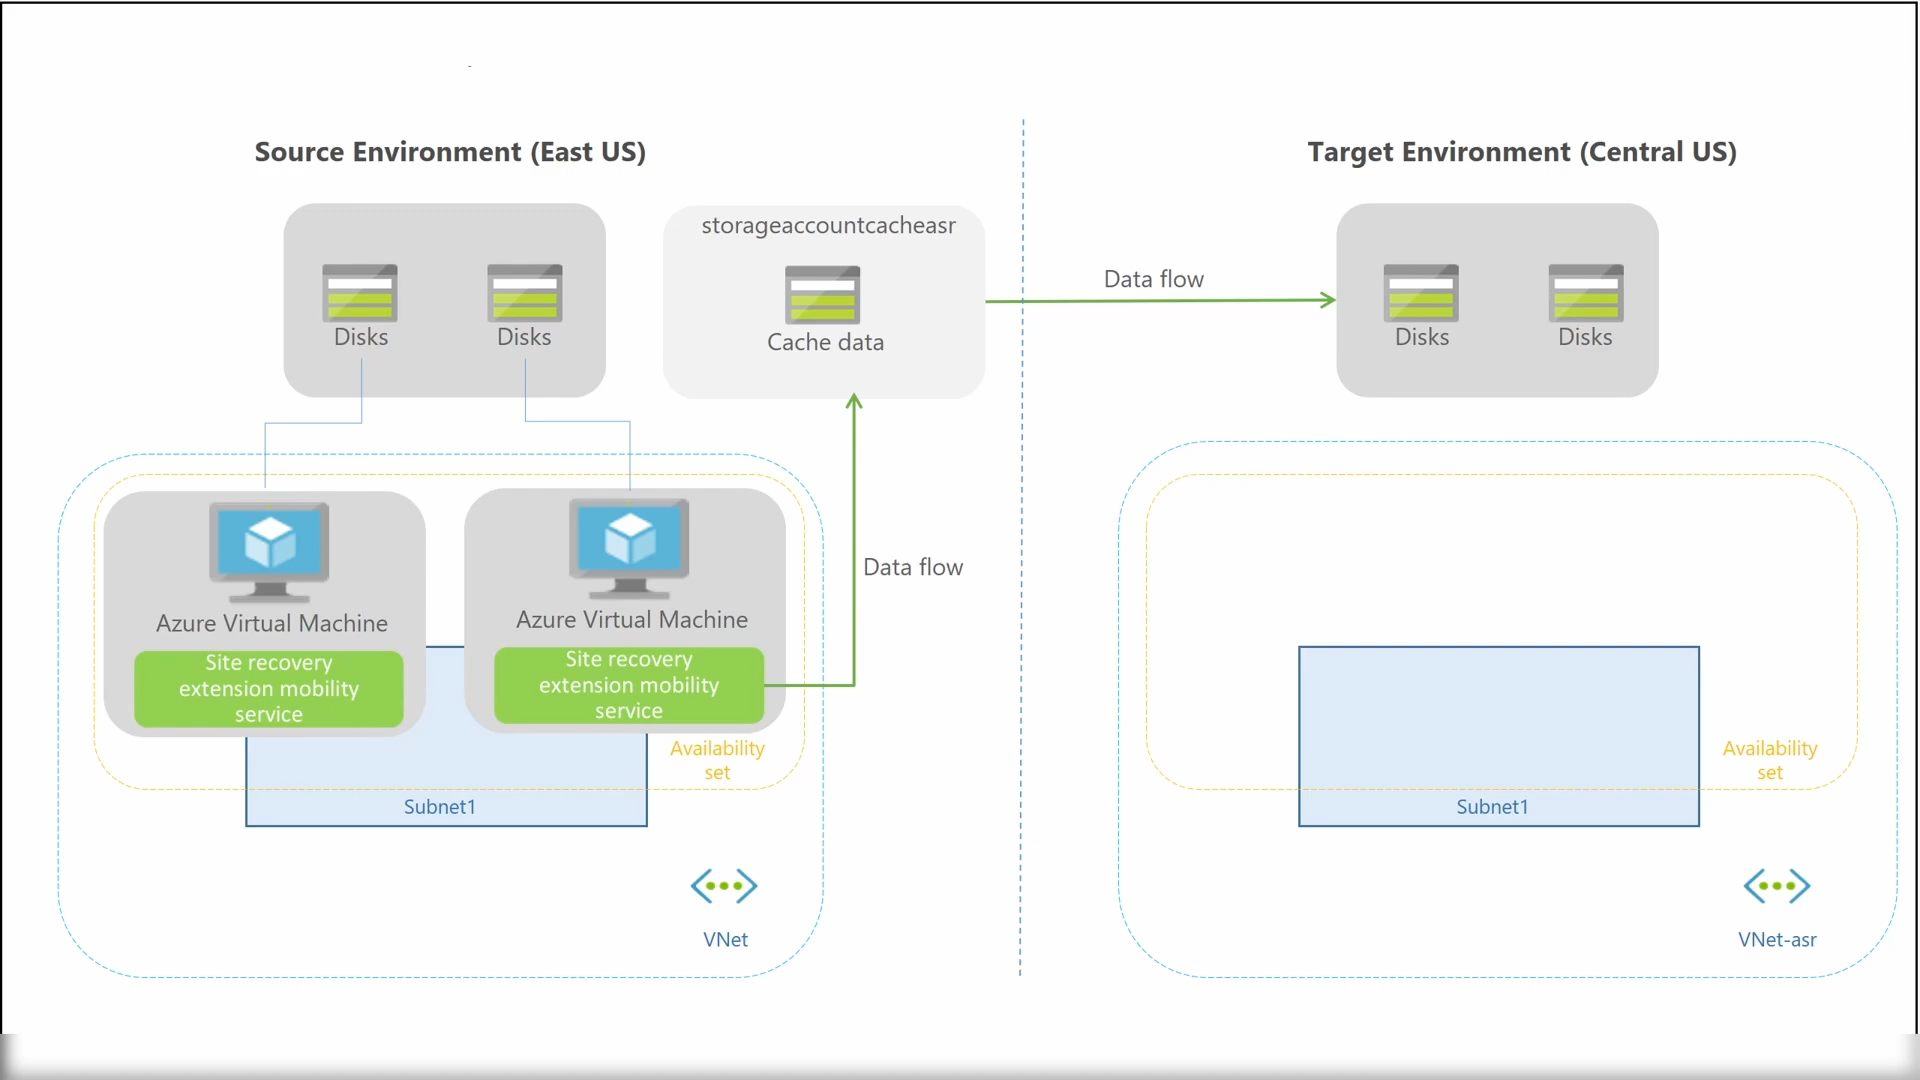 Source Environment (East US)
Target Environment (Central US)
Disks
Disks
storageaccountcacheasr
Cache data
Data flow
Disks
Disks
Data flow
Azure Virtual Machine
Site recovery
extension mobility
service
Azure Virtual Machine
Site recovery
extension mobility
service
Availability
set
Subnet1
VNet
Availability
set
Subnet1
VNet-asr